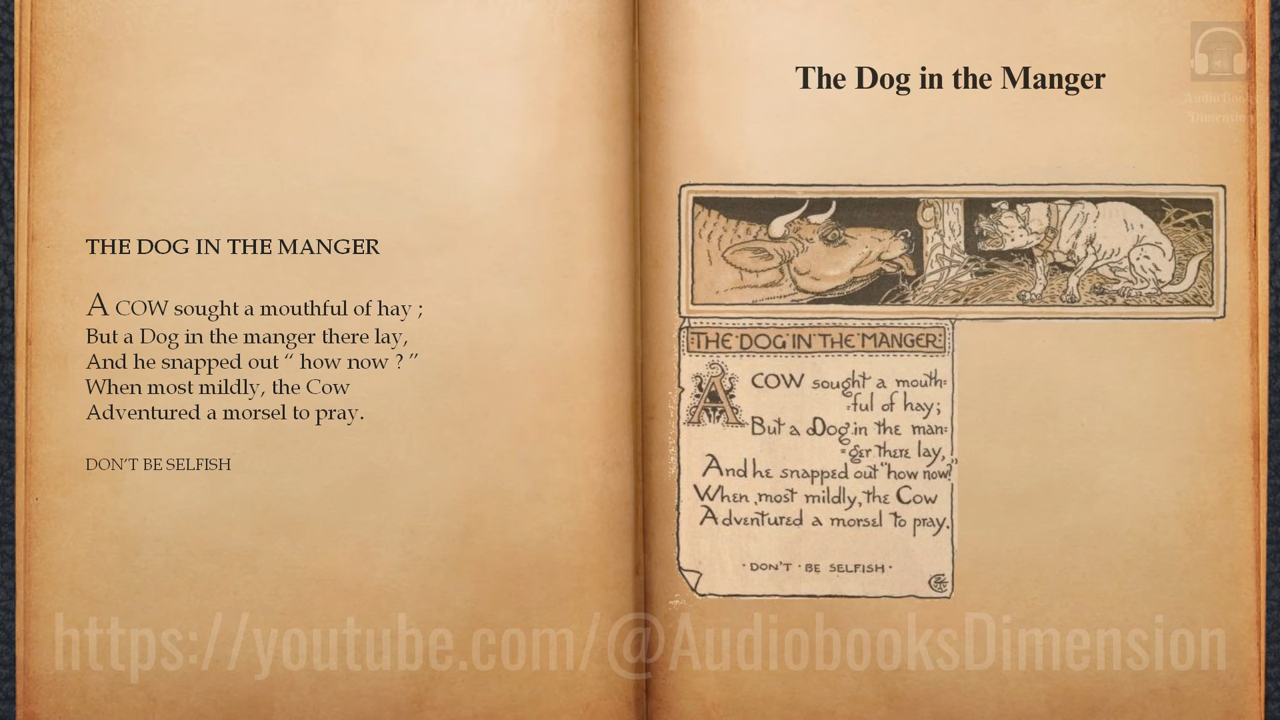 THE DOG IN THE MANGER
A COW sought a mouthful of hay ;
But a Dog in the manger there lay,
And he snapped out “ how now ? ”
When most mildly, the Cow
Adventured a morsel to pray.
DON’T BE SELFISH
The Dog in the Manger
THE·DOG·IN·THE·MANGER:
A COW sought a mouth=
=ful of hay;
But a Dog in the man=
=ger there lay,
And he snapped out "how now?"
When most mildly, the Cow
Adventured a morsel to pray.
·DON'T·BE SELFISH·
AudioBooks
Dimension
https://youtube.com/@AudiobooksDimension